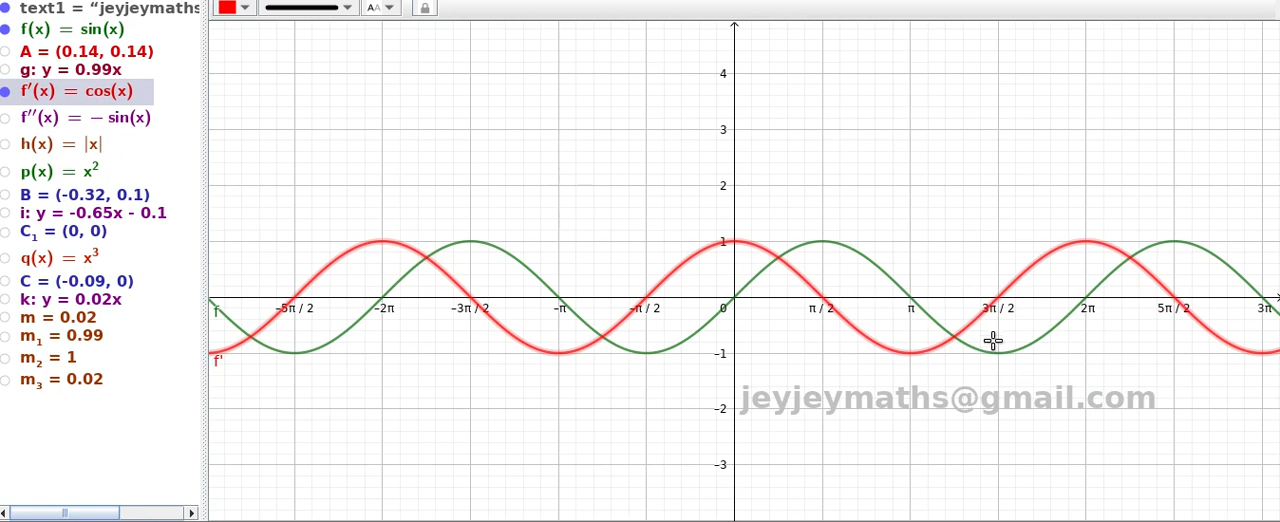 text1 = “jeyjeymaths
f(x) = sin(x)
A = (0.14, 0.14)
g: y = 0.99x
f′(x) = cos(x)
f′′(x) = − sin(x)
h(x) = |x|
p(x) = x²
B = (-0.32, 0.1)
i: y = -0.65x - 0.1
C₁ = (0, 0)
q(x) = x³
C = (-0.09, 0)
k: y = 0.02x
m = 0.02
m₁ = 0.99
m₂ = 1
m₃ = 0.02
AA
4
3
2
1
–5π / 2 –2π –3π / 2 –π –π / 2 0 π / 2 π 3π / 2 2π 5π / 2 3π
f
f'
–1
–2
–3
jeyjeymaths@gmail.com